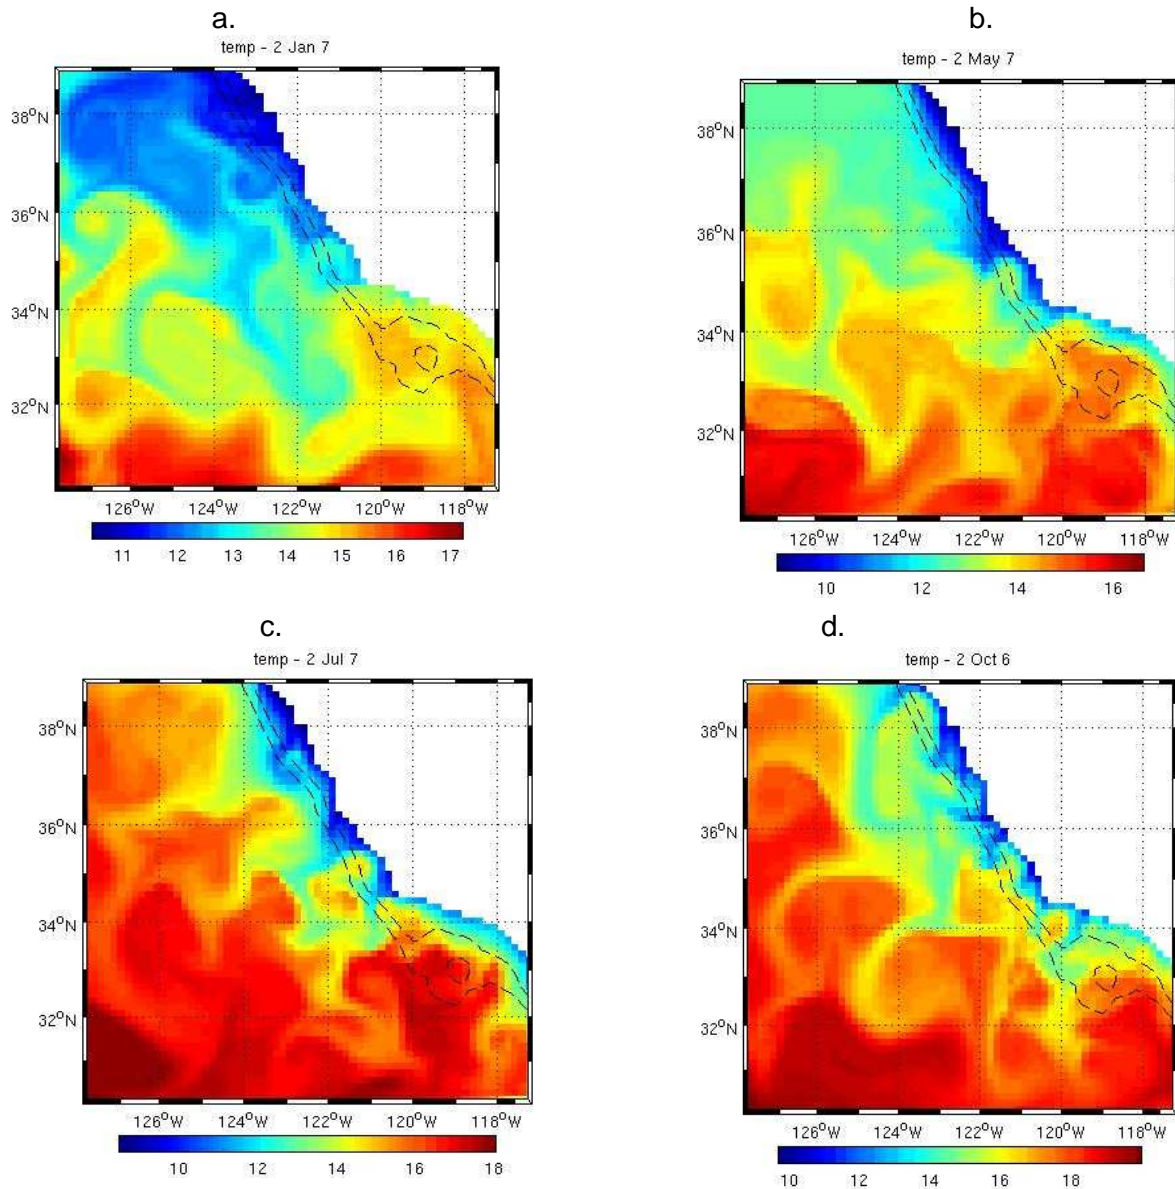 a.
temp - 2 Jan 7
38°N
36°N
34°N
32°N
126°W 124°W 122°W 120°W 118°W
11 12 13 14 15 16 17
b.
temp - 2 May 7
38°N
36°N
34°N
32°N
126°W 124°W 122°W 120°W 118°W
10 12 14 16
c.
temp - 2 Jul 7
38°N
36°N
34°N
32°N
126°W 124°W 122°W 120°W 118°W
10 12 14 16 18
d.
temp - 2 Oct 6
38°N
36°N
34°N
32°N
126°W 124°W 122°W 120°W 118°W
10 12 14 16 18